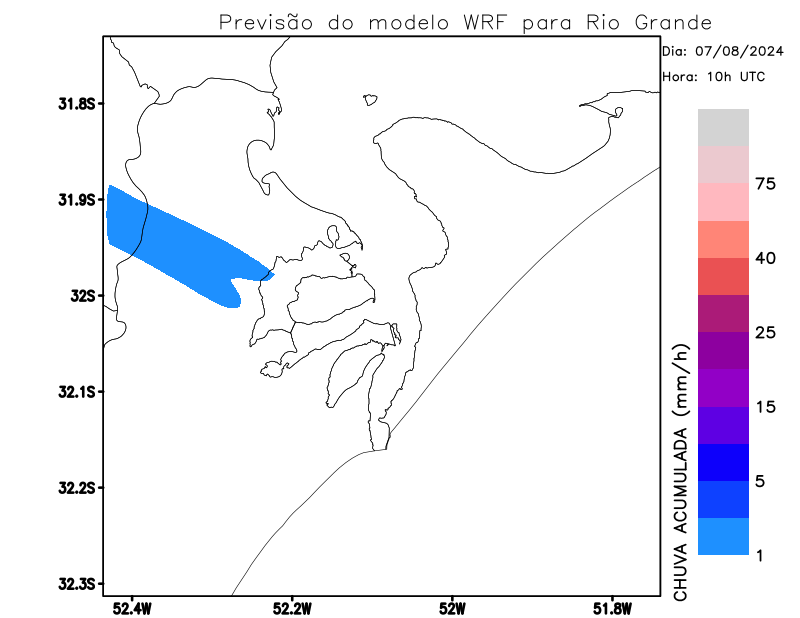 Previsão do modelo WRF para Rio Grande
Dia: 07/08/2024
Hora: 10h UTC
31.8S
31.9S
32S
32.1S
32.2S
32.3S
52.4W
52.2W
52W
51.8W
75
40
25
15
5
1
CHUVA ACUMULADA (mm/h)